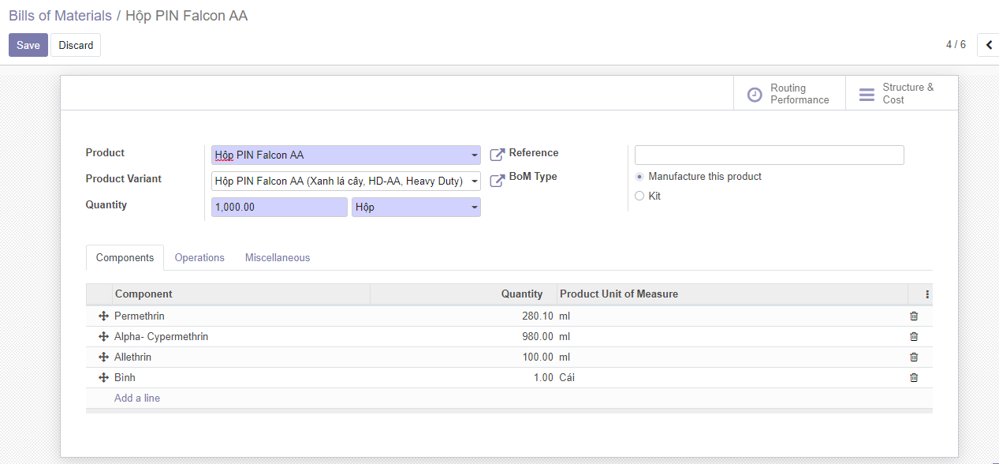 Bills of Materials / Hộp PIN Falcon AA
Save Discard
4 / 6
Routing
Performance
Structure &
Cost
Product
Hộp PIN Falcon AA
Reference
Product Variant
Hộp PIN Falcon AA (Xanh lá cây, HD-AA, Heavy Duty)
BoM Type
Manufacture this product
Kit
Quantity
1,000.00 Hộp
Components Operations Miscellaneous
Component Quantity Product Unit of Measure
Permethrin 280.10 ml
Alpha- Cypermethrin 980.00 ml
Allethrin 100.00 ml
Bình 1.00 Cái
Add a line